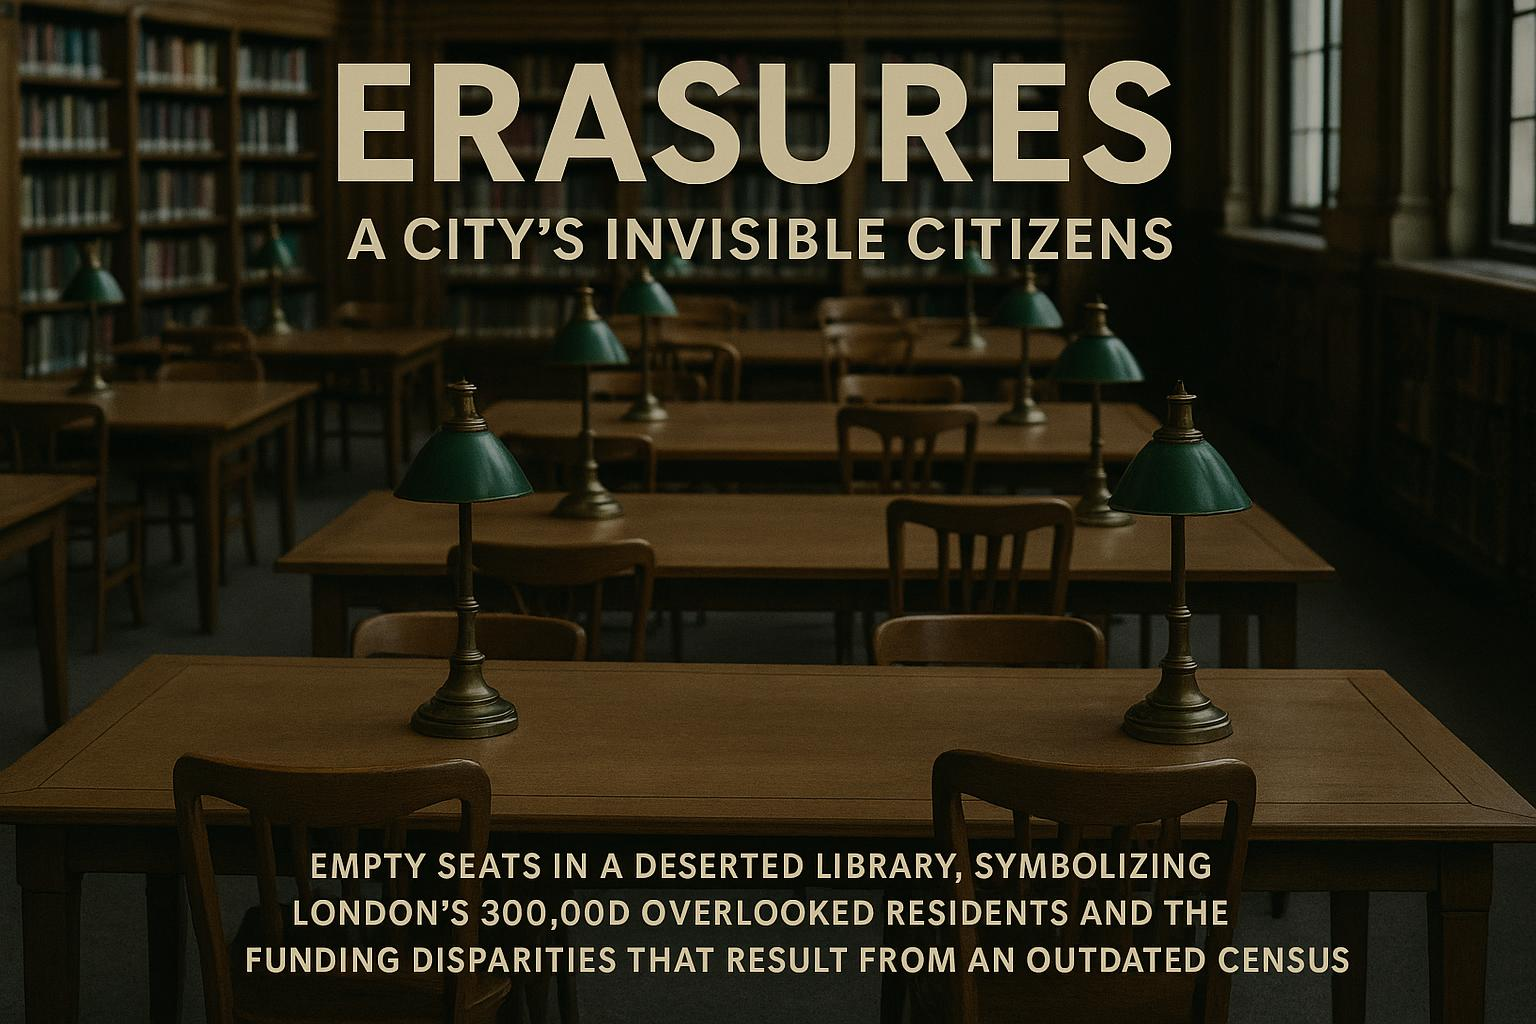 ERASURES
A CITY’S INVISIBLE CITIZENS
EMPTY SEATS IN A DESERTED LIBRARY, SYMBOLIZING
LONDON’S 300,00D OVERLOOKED RESIDENTS AND THE
FUNDING DISPARITIES THAT RESULT FROM AN OUTDATED CENSUS